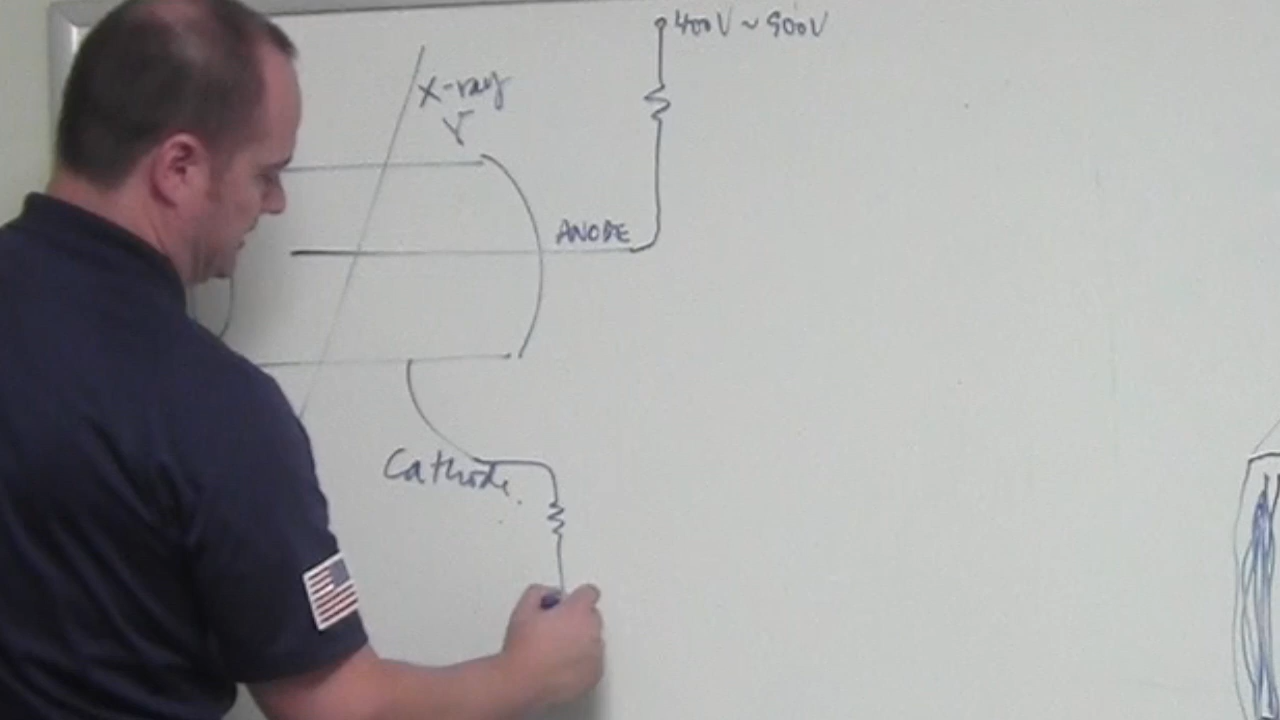 400V ~ 900V
X-ray
γ
ANODE
Cathode.